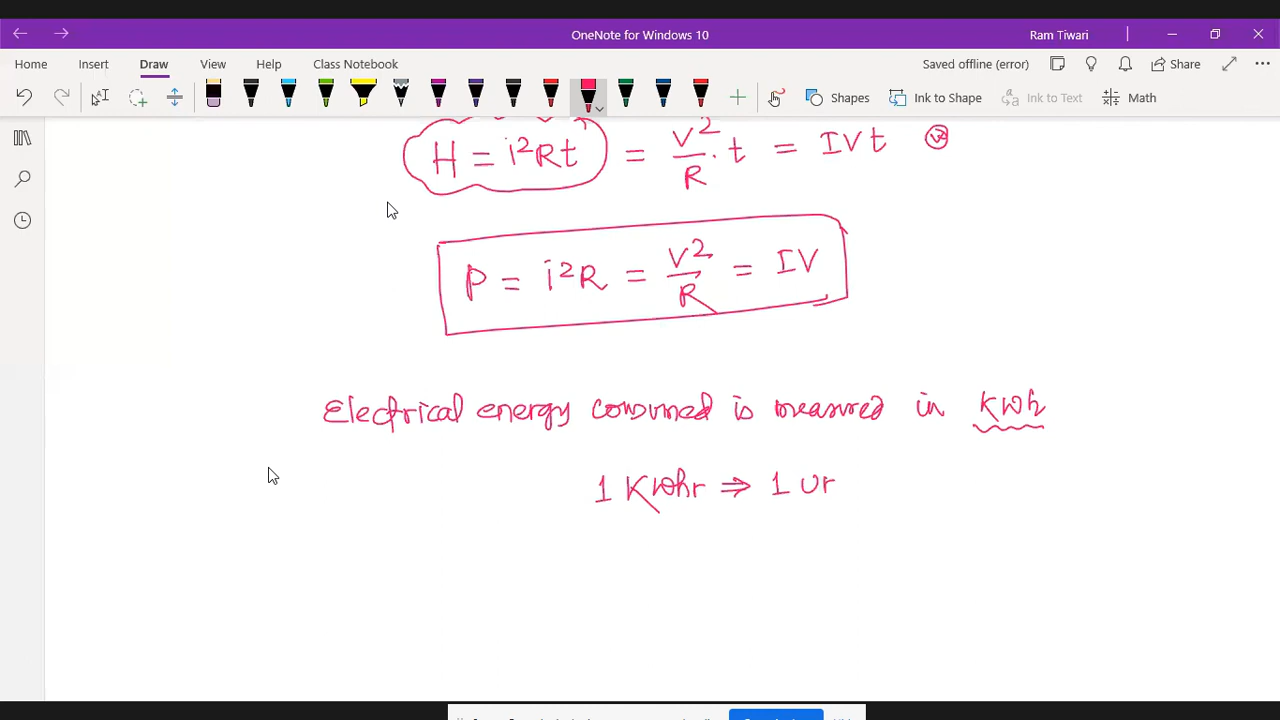 OneNote for Windows 10
Ram Tiwari
Home Insert Draw View Help Class Notebook
Saved offline (error) Share
Shapes Ink to Shape Ink to Text Math
H = i²Rt = V²/R · t = IVt
P = i²R = V²/R = IV
Electrical energy consumed is measured in KWh
1 KWhr ⇒ 1 Ur